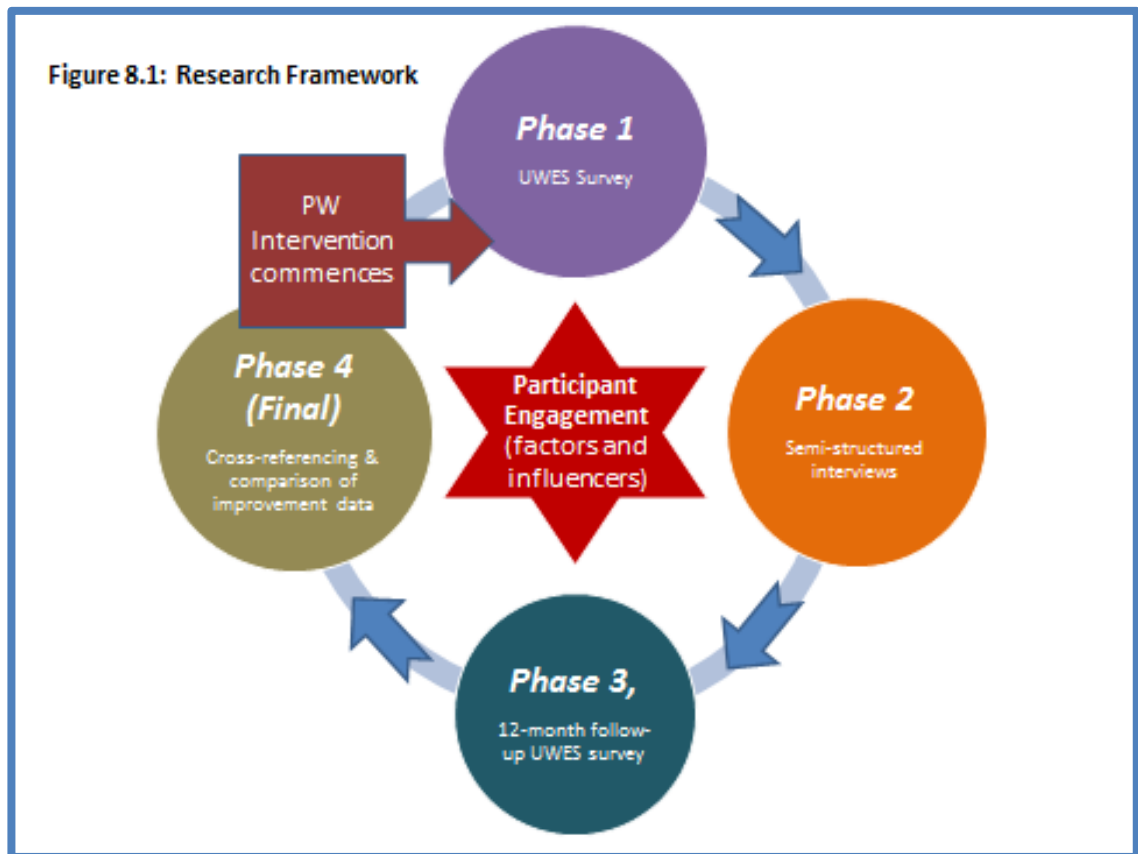 Figure 8.1: Research Framework
Phase 1
UWES Survey
PW
Intervention
commences
Phase 2
Semi-structured
interviews
Participant
Engagement
(factors and
influencers)
Phase 3,
12-month follow-
up UWES survey
Phase 4
(Final)
Cross-referencing &
comparison of
improvement data